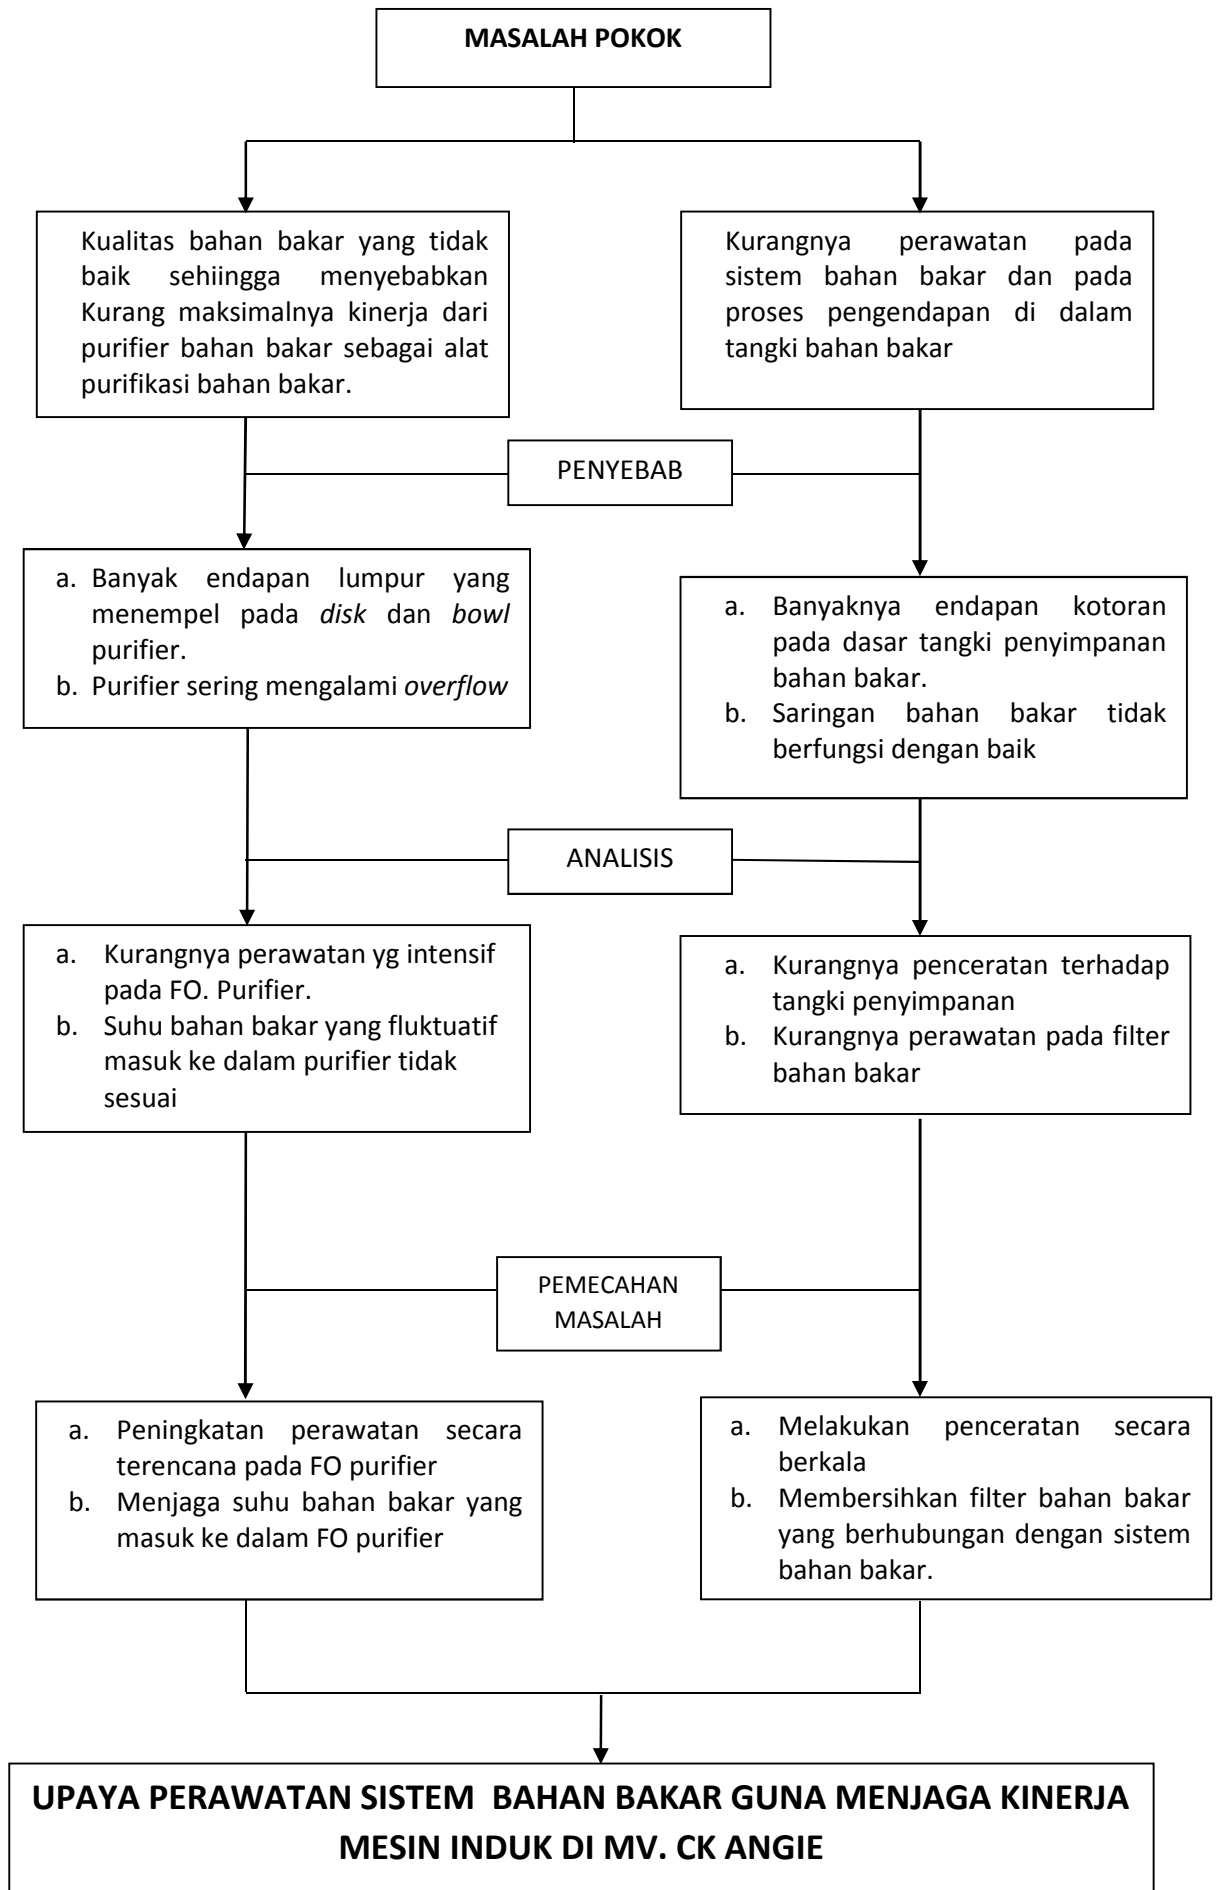 MASALAH POKOK
Kualitas bahan bakar yang tidak
baik sehiingga menyebabkan
Kurang maksimalnya kinerja dari
purifier bahan bakar sebagai alat
purifikasi bahan bakar.
Kurangnya perawatan pada
sistem bahan bakar dan pada
proses pengendapan di dalam
tangki bahan bakar
PENYEBAB
a. Banyak endapan lumpur yang
menempel pada disk dan bowl
purifier.
b. Purifier sering mengalami overflow
a. Banyaknya endapan kotoran
pada dasar tangki penyimpanan
bahan bakar.
b. Saringan bahan bakar tidak
berfungsi dengan baik
ANALISIS
a. Kurangnya perawatan yg intensif
pada FO. Purifier.
b. Suhu bahan bakar yang fluktuatif
masuk ke dalam purifier tidak
sesuai
a. Kurangnya penceratan terhadap
tangki penyimpanan
b. Kurangnya perawatan pada filter
bahan bakar
PEMECAHAN
MASALAH
a. Peningkatan perawatan secara
terencana pada FO purifier
b. Menjaga suhu bahan bakar yang
masuk ke dalam FO purifier
a. Melakukan penceratan secara
berkala
b. Membersihkan filter bahan bakar
yang berhubungan dengan sistem
bahan bakar.
UPAYA PERAWATAN SISTEM BAHAN BAKAR GUNA MENJAGA KINERJA
MESIN INDUK DI MV. CK ANGIE